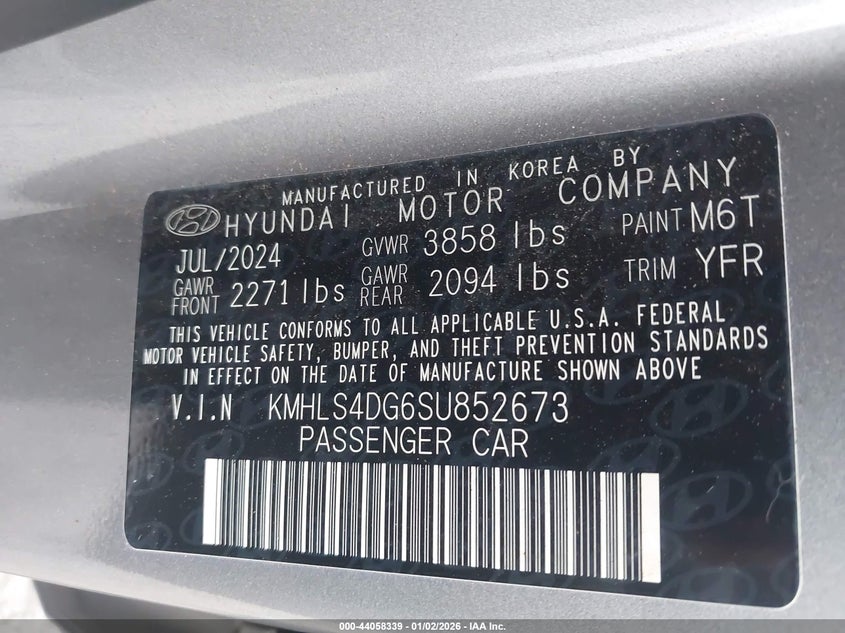 MANUFACTURED IN KOREA BY
HYUNDAI MOTOR COMPANY
JUL/2024 GVWR 3858 lbs PAINT M6T
GAWR FRONT 2271 lbs GAWR REAR 2094 lbs TRIM YFR
THIS VEHICLE CONFORMS TO ALL APPLICABLE U.S.A. FEDERAL
MOTOR VEHICLE SAFETY, BUMPER, AND THEFT PREVENTION STANDARDS
IN EFFECT ON THE DATE OF MANUFACTURE SHOWN ABOVE
V.I.N KMHLS4DG6SU852673
PASSENGER CAR
000-44058339 - 01/02/2026 - IAA Inc.